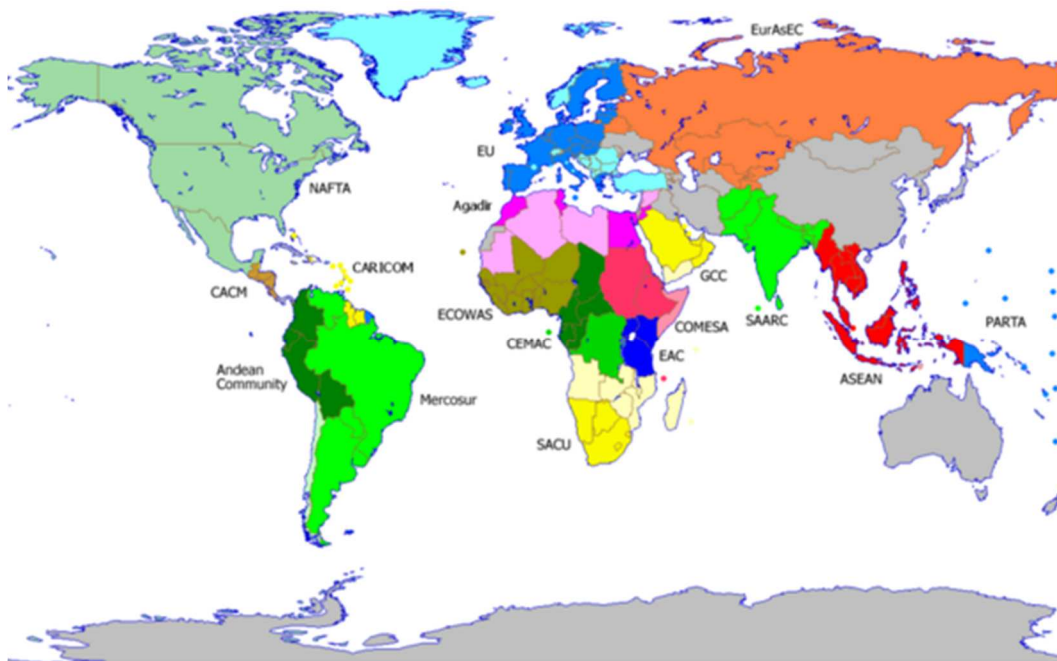 EurAsEC
EU
NAFTA
Agadir
CARICOM
CACM
GCC
ECOWAS
SAARC
COMESA
PARTA
CEMAC
EAC
Andean
Community
ASEAN
Mercosur
SACU